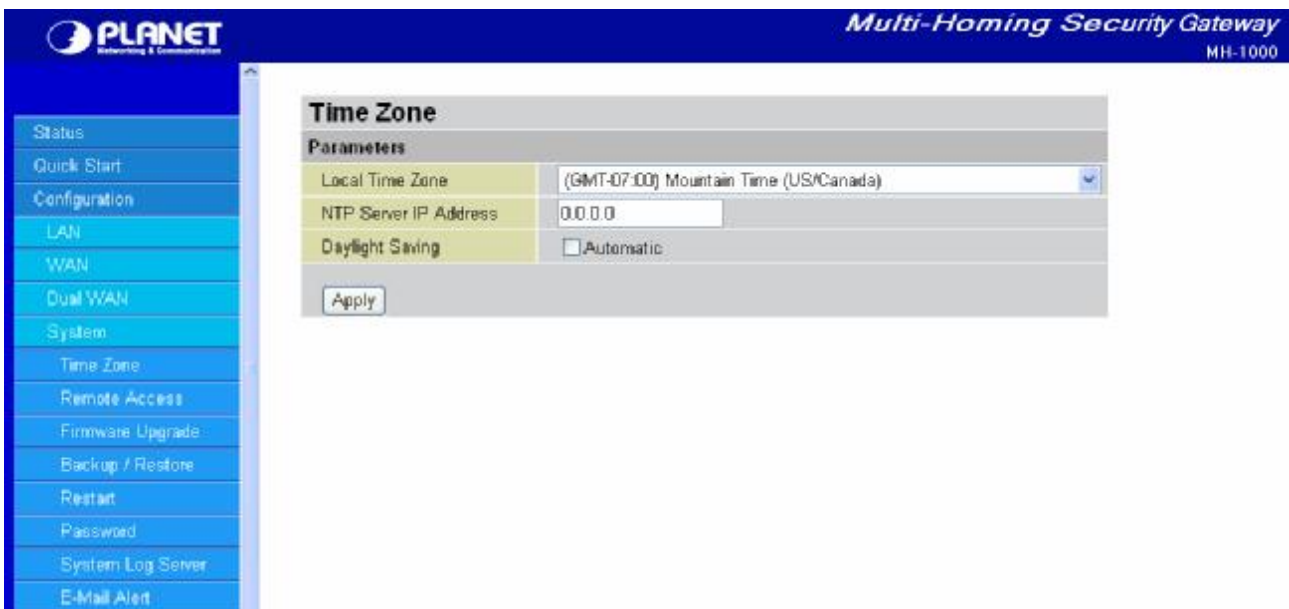 PLANET
Networking & Communication
Multi-Homing Security Gateway
MH-1000
Status
Quick Start
Configuration
LAN
WAN
Dual WAN
System
Time Zone
Remote Access
Firmware Upgrade
Backup / Restore
Restart
Password
System Log Server
E-Mail Alert
Time Zone
Parameters
Local Time Zone (GMT-07:00) Mountain Time (US/Canada)
NTP Server IP Address 0.0.0.0
Daylight Saving Automatic
Apply